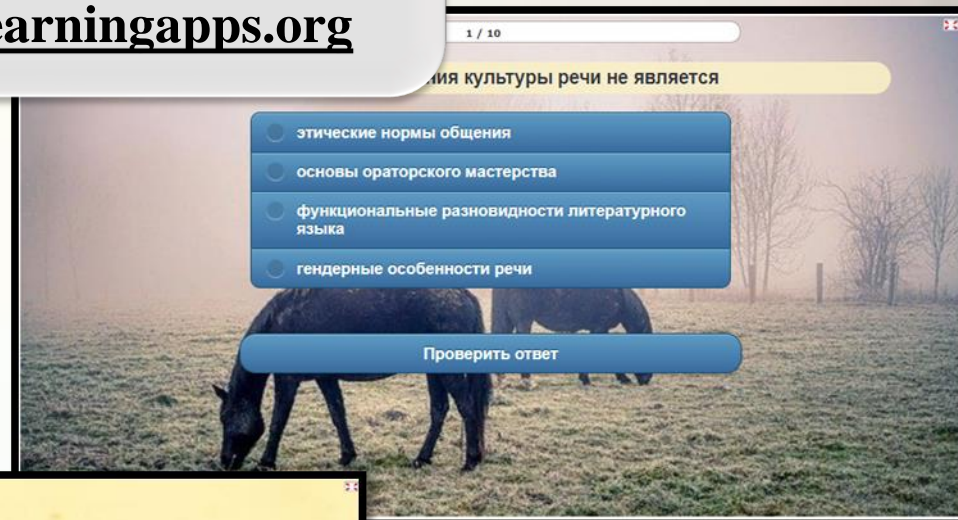 earningapps.org
1 / 10
ния культуры речи не является
этические нормы общения
основы ораторского мастерства
функциональные разновидности литературного
языка
гендерные особенности речи
Проверить ответ